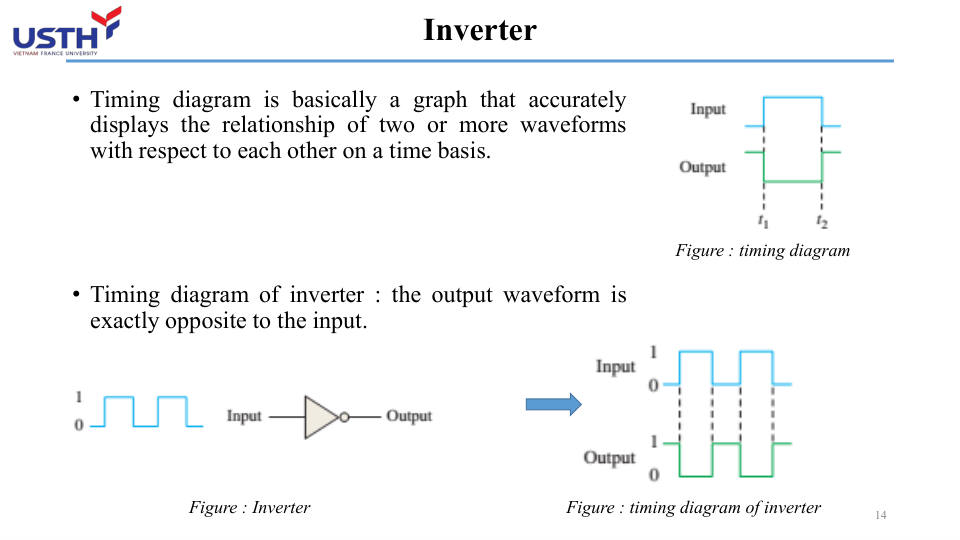 USTH
VIETNAM FRANCE UNIVERSITY
Inverter
• Timing diagram is basically a graph that accurately
displays the relationship of two or more waveforms
with respect to each other on a time basis.
Input
Output
t1 t2
Figure : timing diagram
• Timing diagram of inverter : the output waveform is
exactly opposite to the input.
1
0
Input
Output
Figure : Inverter
Input
1
0
Output
1
0
Figure : timing diagram of inverter
14